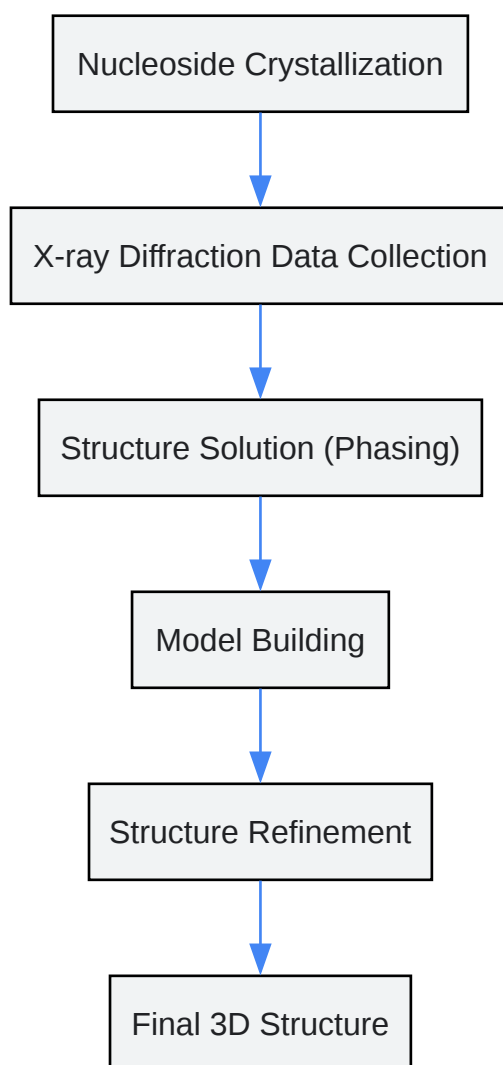 Nucleoside Crystallization
X-ray Diffraction Data Collection
Structure Solution (Phasing)
Model Building
Structure Refinement
Final 3D Structure